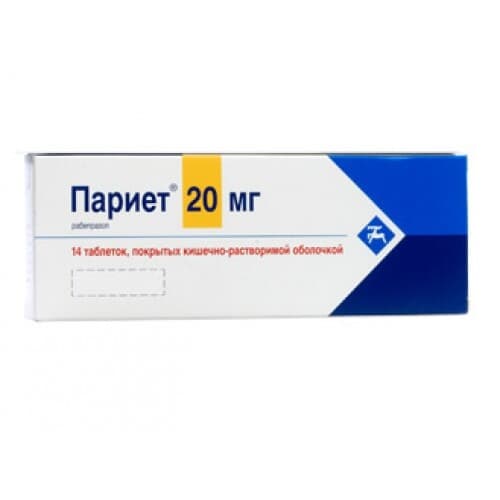 Париет® 20 мг
рабепразол
14 таблеток, покрытых кишечно-растворимой оболочкой